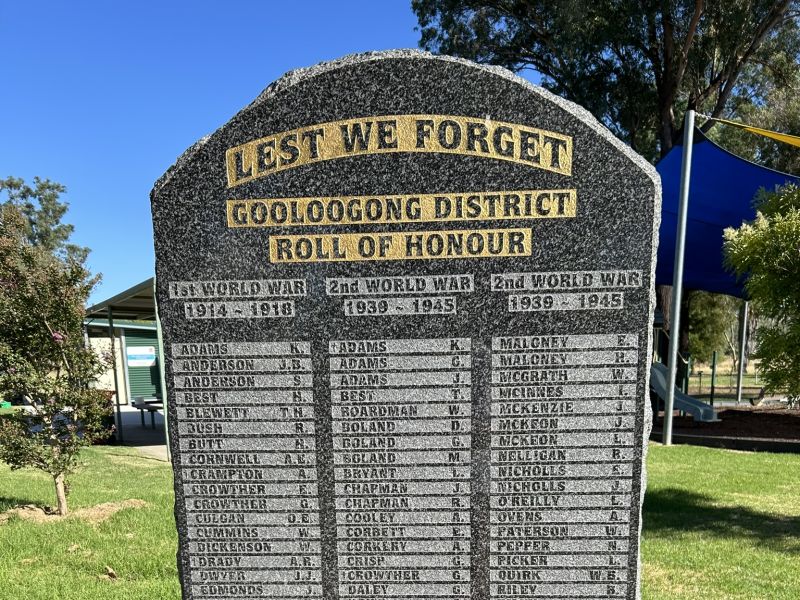 LEST WE FORGET
GOOLOOGONG DISTRICT
ROLL OF HONOUR
1st WORLD WAR
1914 ~ 1918
ADAMS K.
ANDERSON J.B.
ANDERSON S.
BEST H.
BLEWETT T.H.
BUSH R.
BUTT H.
CORNWELL A.E.
CRAMPTON A.
CROWTHER E.
CROWTHER G.
CULGAN O.E.
CUMMINS W.
DICKENSON W.
DRADY A.R.
DWYER J.J.
EDMONDS J.
2nd WORLD WAR
1939 ~ 1945
ADAMS K.
ADAMS G.
ADAMS J.
BEST T.
BOARDMAN W.
BOLAND D.
BOLAND G.
BOLAND M.
BRYANT L.
CHAPMAN J.
CHAPMAN R.
COOLEY A.
CORBETT E.
CORKERY A.
CRISP G.
CROWTHER G.
DALEY G.
2nd WORLD WAR
1939 ~ 1945
MALONEY E.
MALONEY H.
MCGRATH W.
MCINNES I.
MCKENZIE J.
MCKEON J.
MCKEON L.
NELLIGAN R.
NICHOLLS E.
NICHOLLS J.
O'REILLY L.
OVENS A.
PATERSON W.
PEPPER N.
PICKER L.
QUIRK W.B.
RILEY